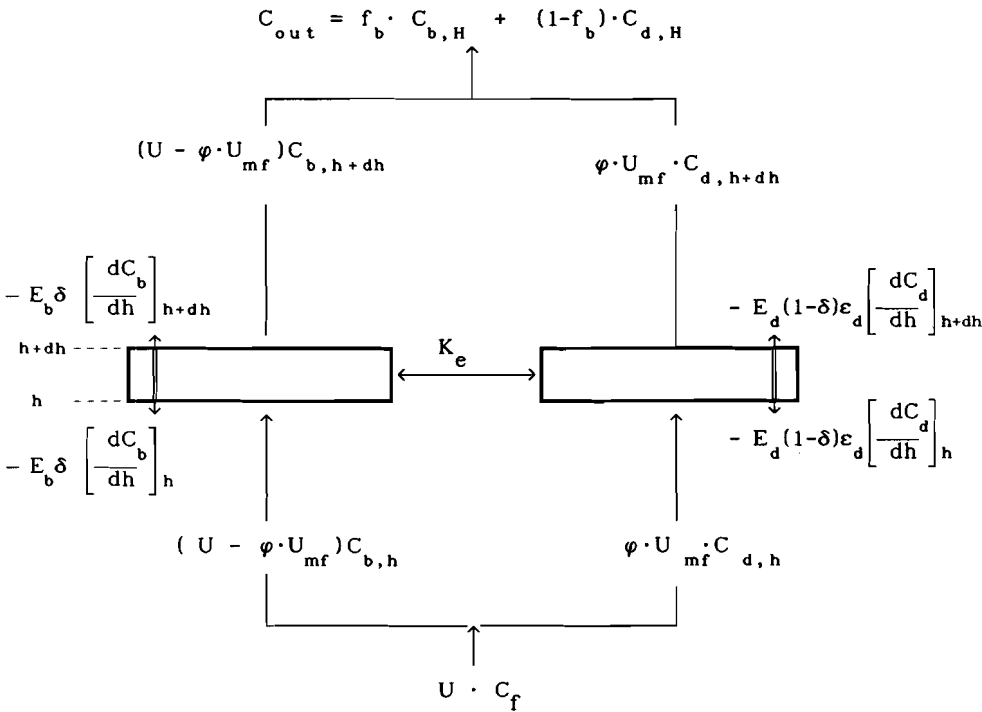 C_out = f_b · C_b,H + (1-f_b)·C_d,H
(U - φ·U_mf)C_b,h+dh
φ·U_mf·C_d,h+dh
- E_b δ [dC_b/dh]_h+dh
- E_d(1-δ)ε_d[dC_d/dh]_h+dh
h+dh
K_e
h
- E_b δ [dC_b/dh]_h
- E_d(1-δ)ε_d[dC_d/dh]_h
( U - φ·U_mf)C_b,h
φ·U_mf·C_d,h
U · C_f